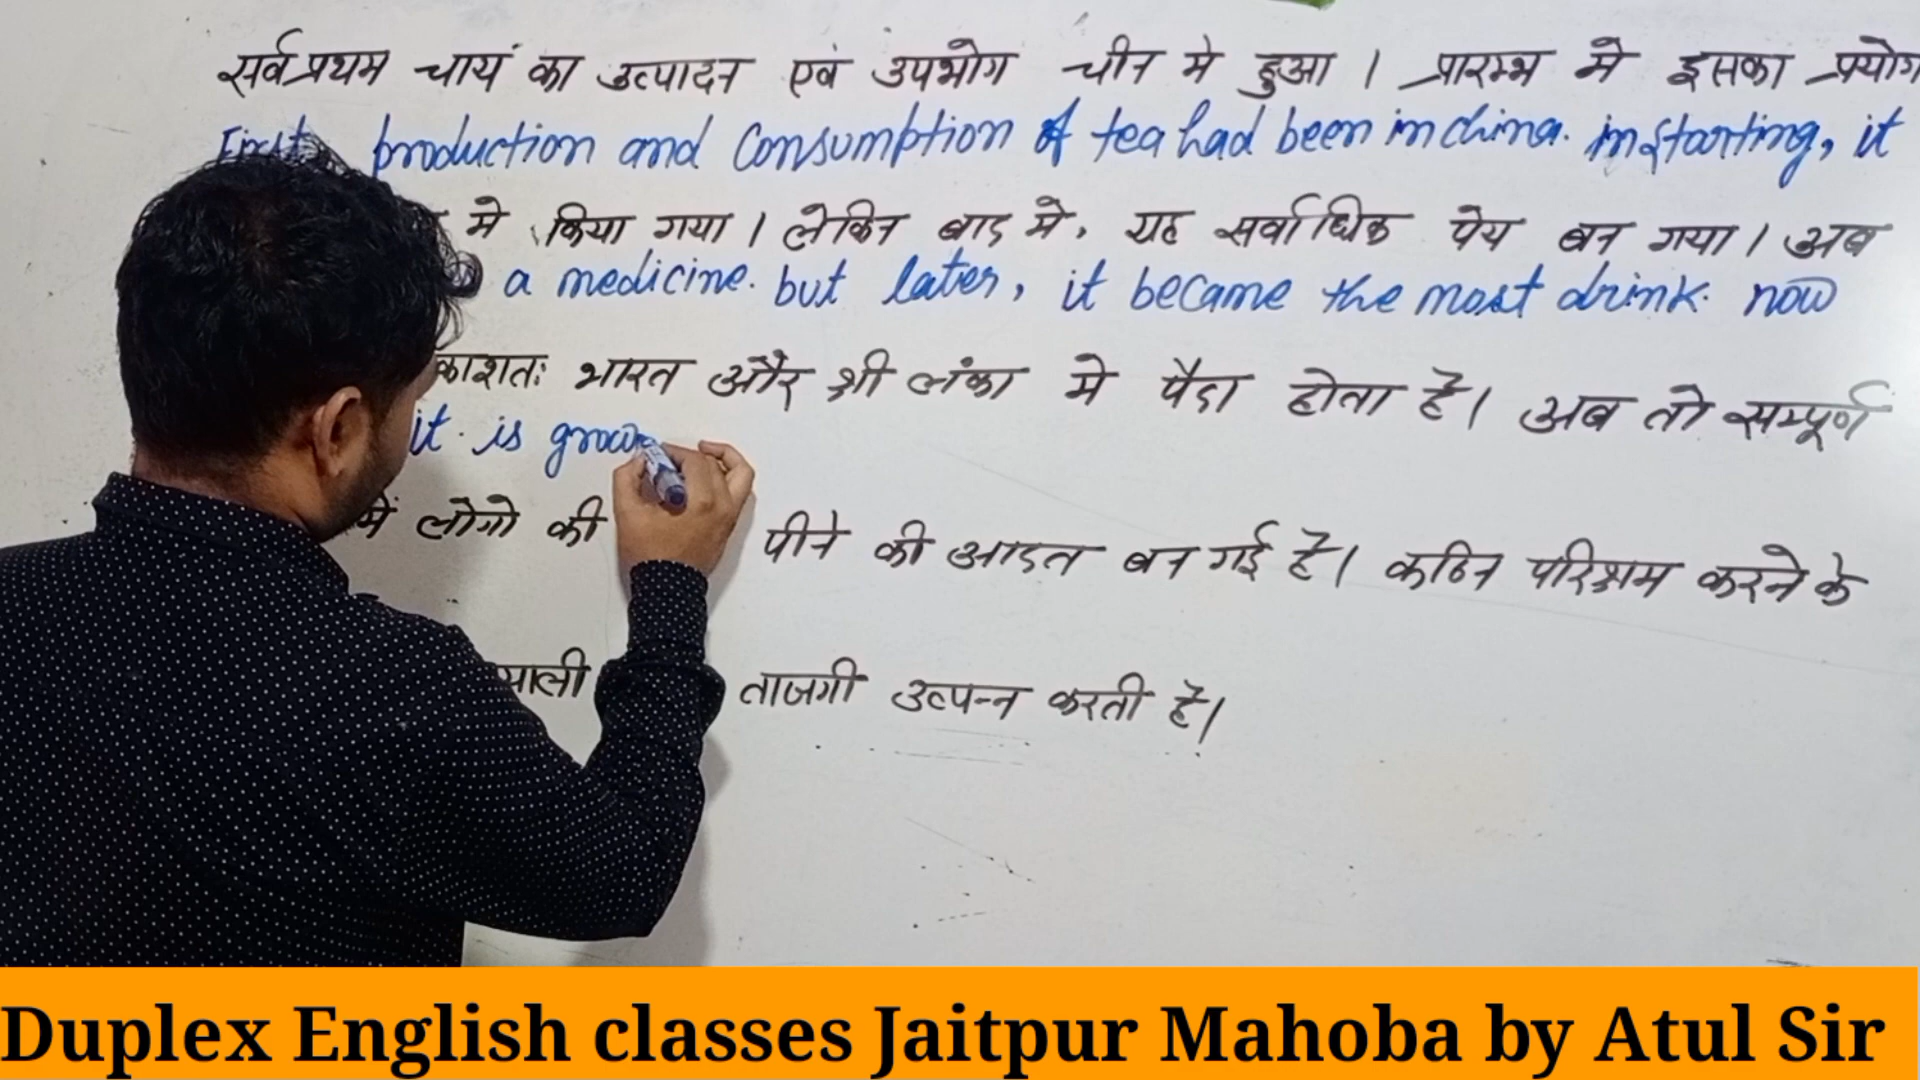 सर्वप्रथम चायं का उत्पादन एवं उपभोग चीन मे हुआ । प्रारम्भ मे इसका प्रयोग
First production and Consumption of tea had been in china. in starting, it
मे किया गया । लेकिन बाद मे, यह सर्वाधिक पेय बन गया । अब
a medicine. but later, it became the most drink. now
काशतः भारत और श्री लंका मे पैदा होता है। अब तो सम्पूर्ण
it is grow
में लोगो की पीने की आदत बन गई है। कठिन परिश्रम करने के
प्याली ताजगी उत्पन्न करती है।
Duplex English classes Jaitpur Mahoba by Atul Sir